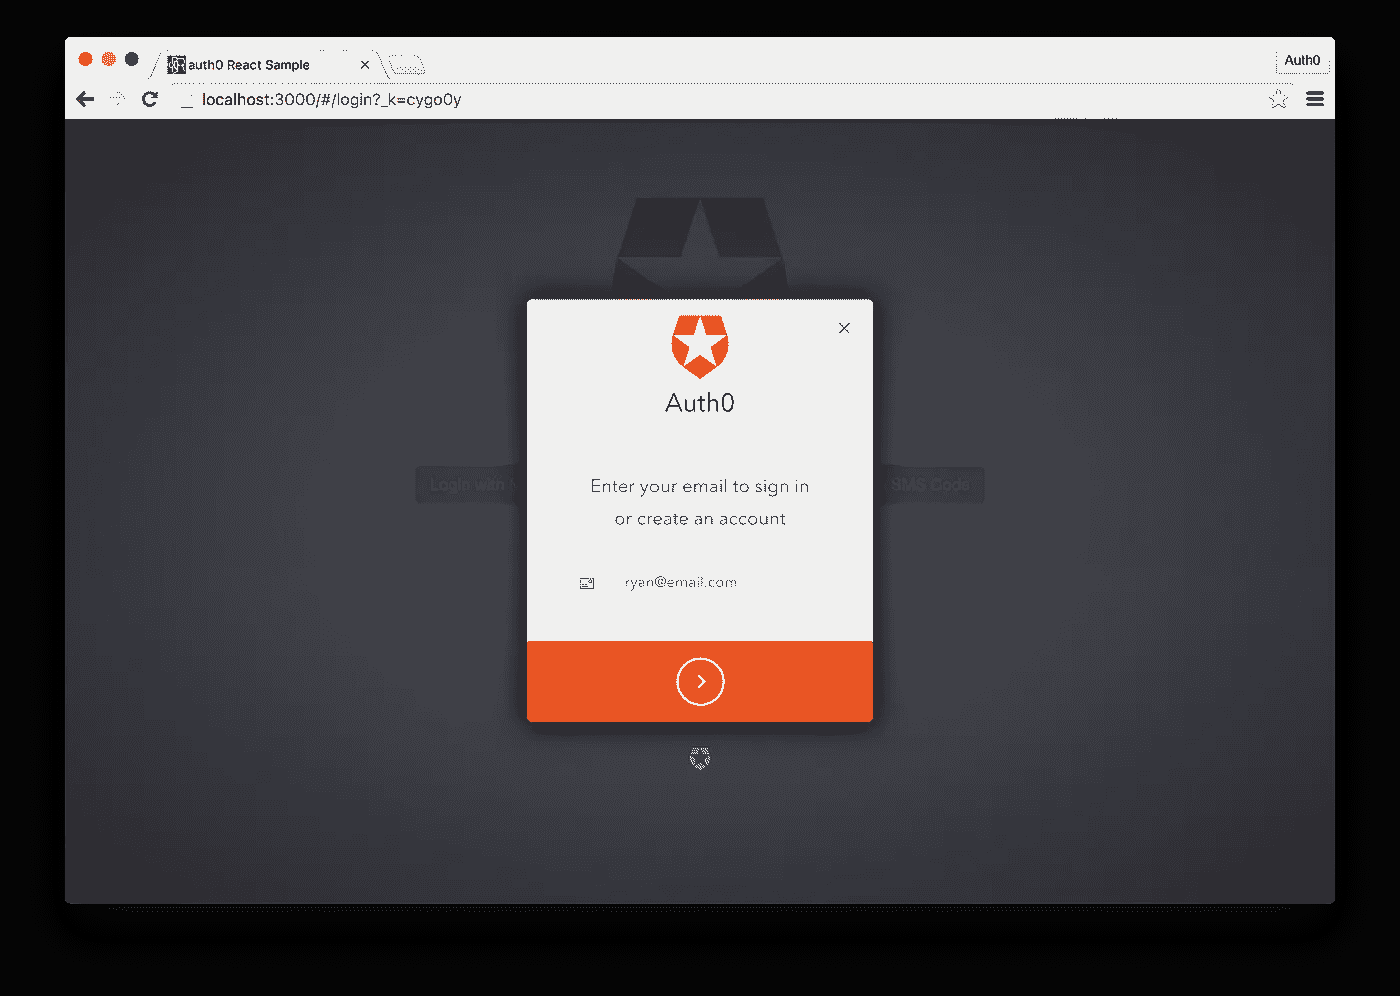 auth0 React Sample
Auth0
localhost:3000/#/login?_k=cygo0y
Auth0
Enter your email to sign in
or create an account
Login with
SMS Code
ryan@email.com